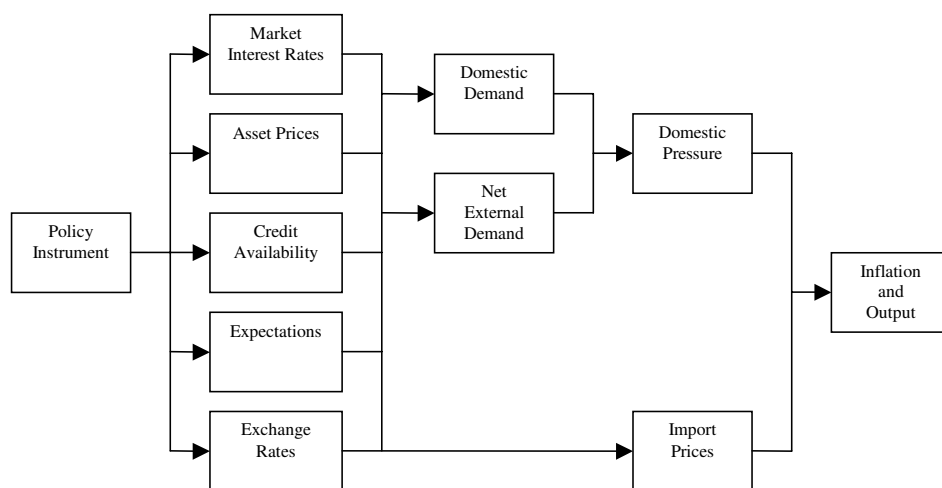 Market
Interest Rates
Asset Prices
Policy
Instrument
Credit
Availability
Expectations
Exchange
Rates
Domestic
Demand
Net
External
Demand
Domestic
Pressure
Import
Prices
Inflation
and
Output